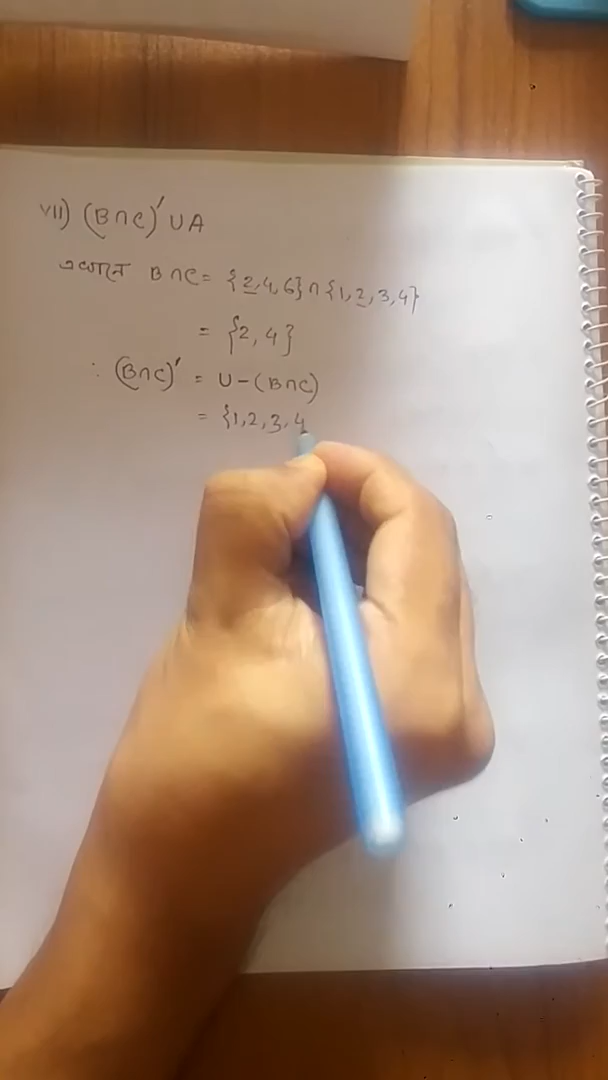 VII) (B∩C)′ ∪A
এখানে B∩C = {2,4,6}∩{1,2,3,4}
= {2,4}
∴ (B∩C)′ = U-(B∩C)
= {1,2,3,4